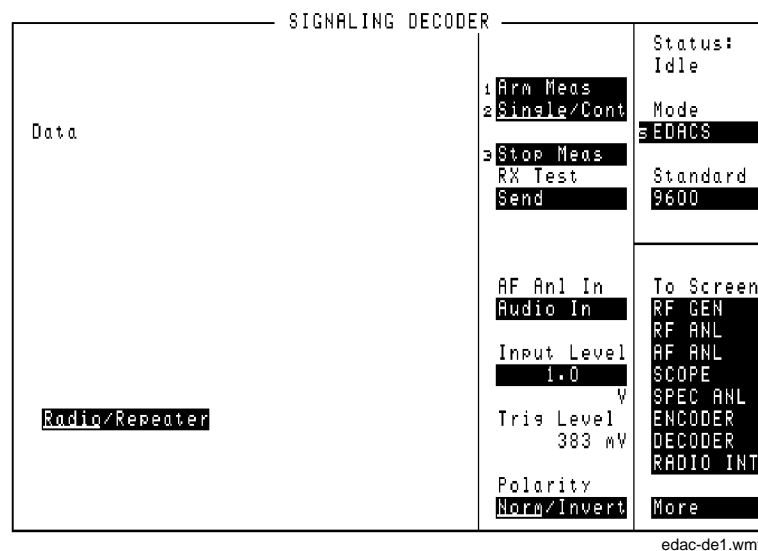 SIGNALING DECODER
Data
Radio/Repeater
1 Arm Meas
2 Single/Cont
3 Stop Meas
RX Test
Send
AF Anl In
Audio In
Input Level
1.0
V
Trig Level
383 mV
Polarity
Norm/Invert
Status:
Idle
Mode
5 EDACS
Standard
9600
To Screen
RF GEN
RF ANL
AF ANL
SCOPE
SPEC ANL
ENCODER
DECODER
RADIO INT
More
edac-de1.wmf